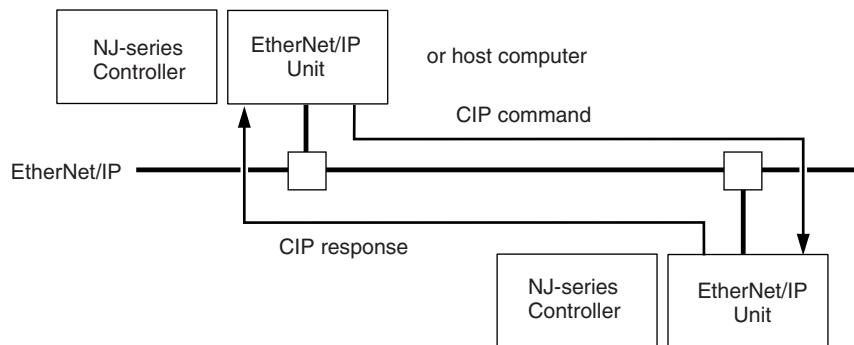 NJ-series
Controller
EtherNet/IP
Unit
or host computer
CIP command
EtherNet/IP
CIP response
NJ-series
Controller
EtherNet/IP
Unit